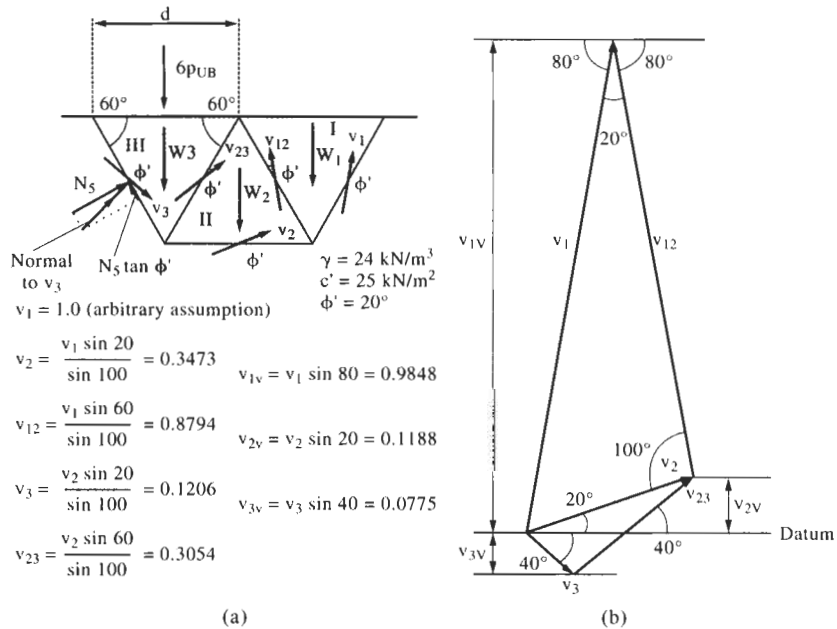 d
6pUB
60°
60°
III
W3
ϕ'
N5
v3
v23
ϕ'
II
W2
v12
ϕ'
I
W1
v1
ϕ'
v2
ϕ'
Normal
to v3
N5 tan ϕ'
γ = 24 kN/m³
c' = 25 kN/m²
ϕ' = 20°
v1 = 1.0 (arbitrary assumption)
v2 = v1 sin 20 / sin 100 = 0.3473
v1v = v1 sin 80 = 0.9848
v12 = v1 sin 60 / sin 100 = 0.8794
v2v = v2 sin 20 = 0.1188
v3 = v2 sin 20 / sin 100 = 0.1206
v3v = v3 sin 40 = 0.0775
v23 = v2 sin 60 / sin 100 = 0.3054
(a)
80°
80°
20°
v1V
v1
v12
100°
v2
v23
20°
v2V
Datum
v3V
40°
40°
v3
(b)